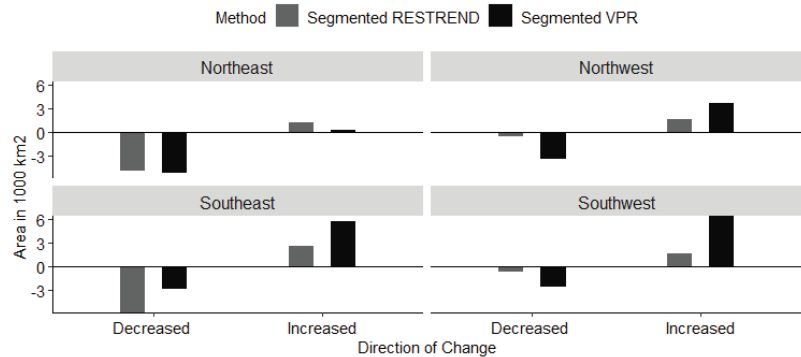 Method Segmented RESTREND Segmented VPR
Northeast Northwest
6
3
0
-3
Southeast Southwest
6
3
0
-3
Area in 1000 km2
Decreased Increased Decreased Increased
Direction of Change